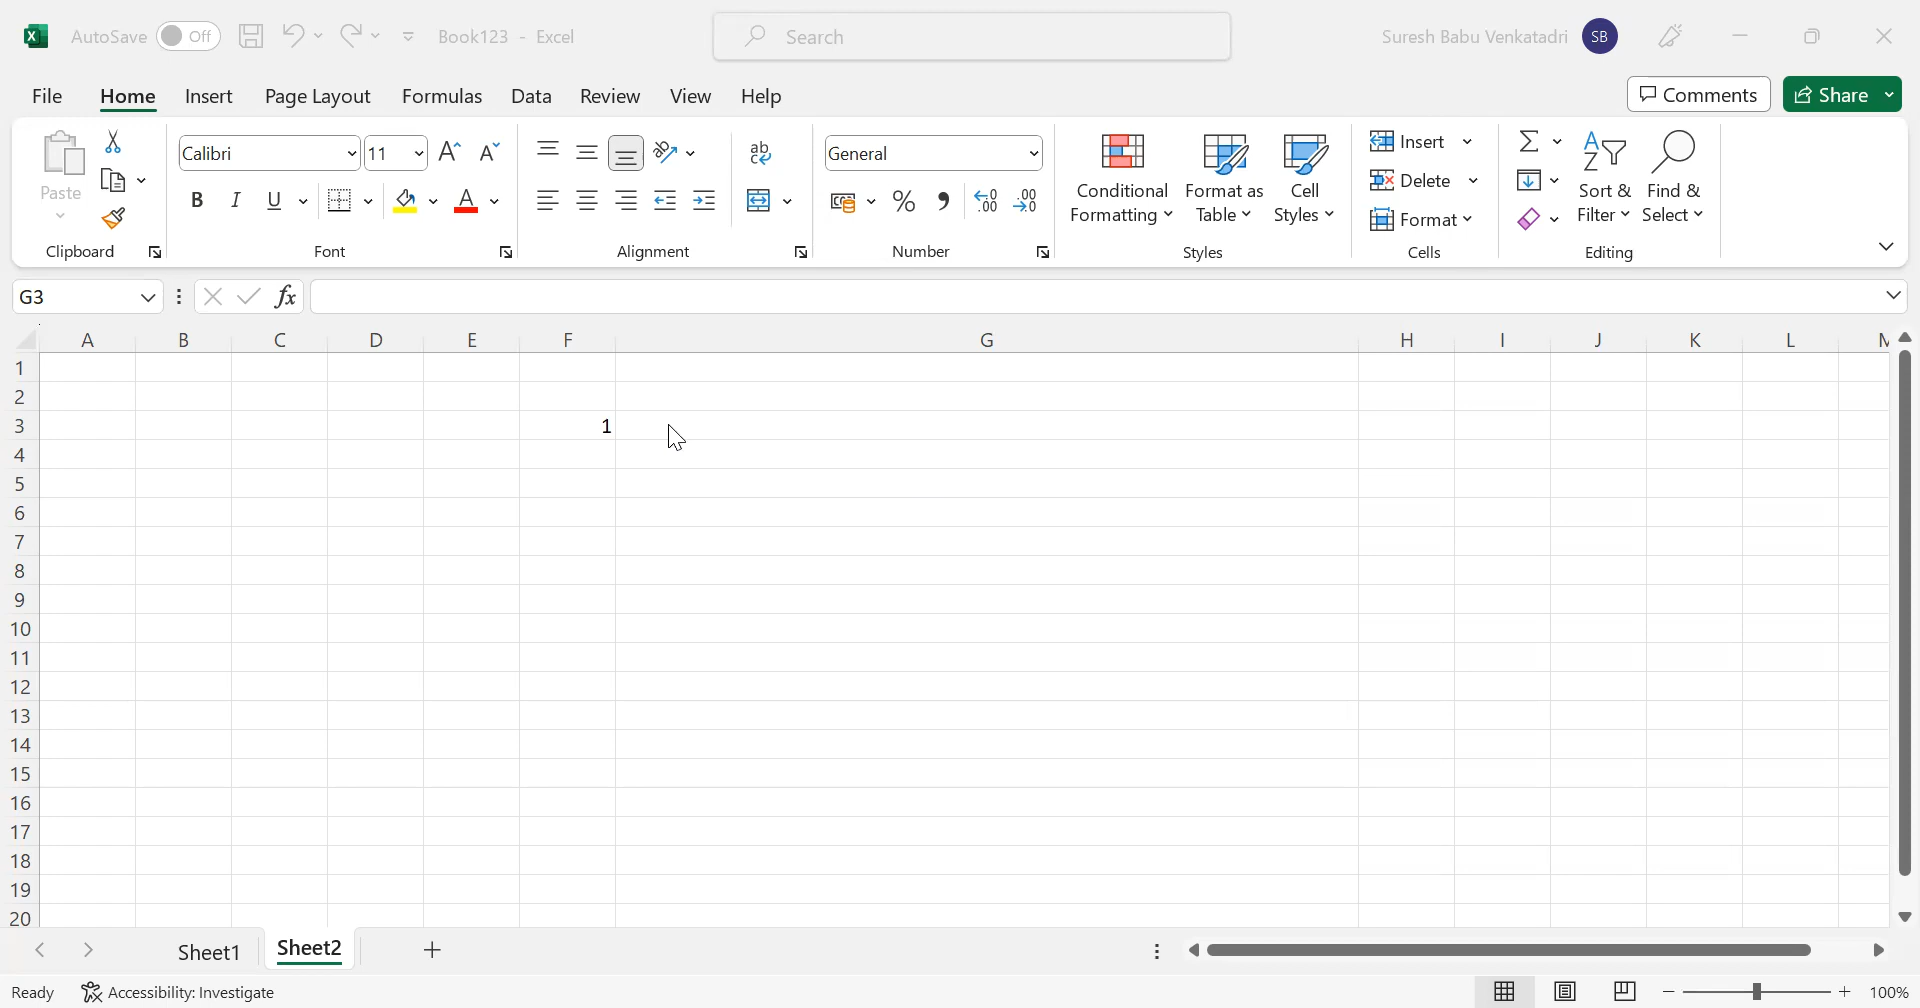 AutoSave Off Book123 - Excel Search Suresh Babu Venkatadri SB
File Home Insert Page Layout Formulas Data Review View Help Comments Share
Calibri 11 General
Paste
Conditional Formatting
Format as Table
Cell Styles
Insert
Delete
Format
Sort & Filter
Find & Select
Clipboard Font Alignment Number Styles Cells Editing
G3 fx
A B C D E F G H I J K L M
1
2
3 1
4
5
6
7
8
9
10
11
12
13
14
15
16
17
18
19
20
Sheet1 Sheet2
Ready Accessibility: Investigate 100%